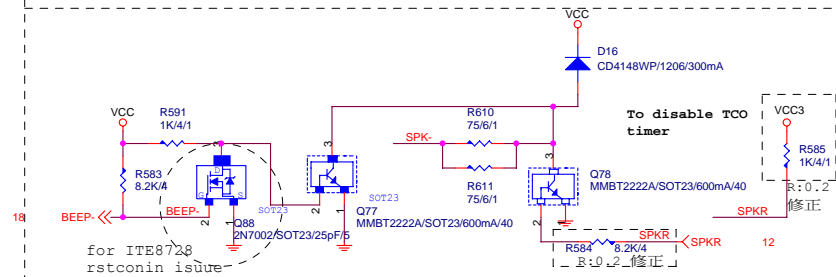 VCC
D16
CD4148WP/1206/300mA
VCC
R591
1K/4/1
R610
75/6/1
To disable TCO
timer
VCC3
SPK-
R585
1K/4/1
R583
8.2K/4
3
D
G
S
2
1
3
2
1
SOT23
R611
75/6/1
3
2
1
Q78
MMBT2222A/SOT23/600mA/40
R:0.2
修正
18
BEEP-
BEEP-
SOT23
Q88
2N7002/SOT23/25pF/5
Q77
MMBT2222A/SOT23/600mA/40
SPKR
SPKR
R584
8.2K/4
SPKR
12
R:0.2 修正
for ITE8728
rstconin isuue